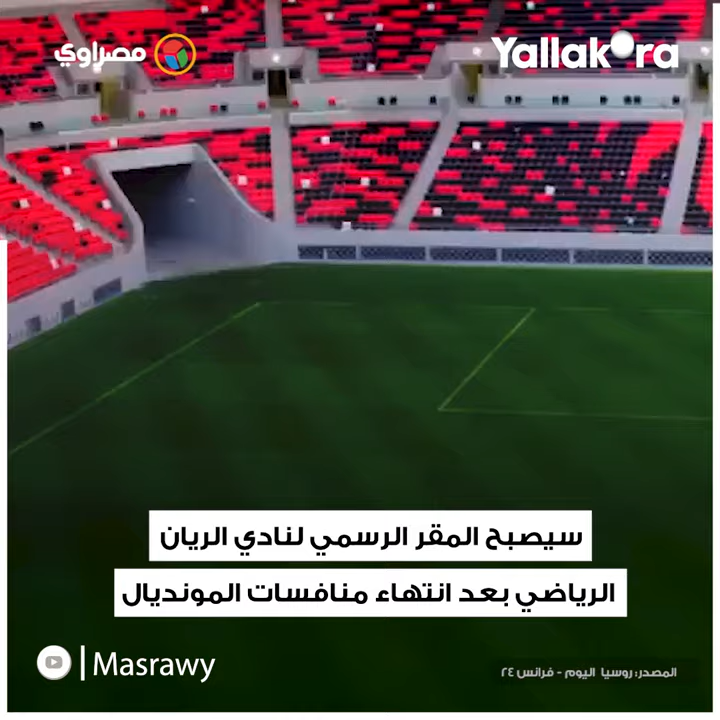 مصراوي
Yallakora
سيصبح المقر الرسمي لنادي الريان
الرياضي بعد انتهاء منافسات المونديال
Masrawy
المصدر: روسيا اليوم - فرانس ٢٤